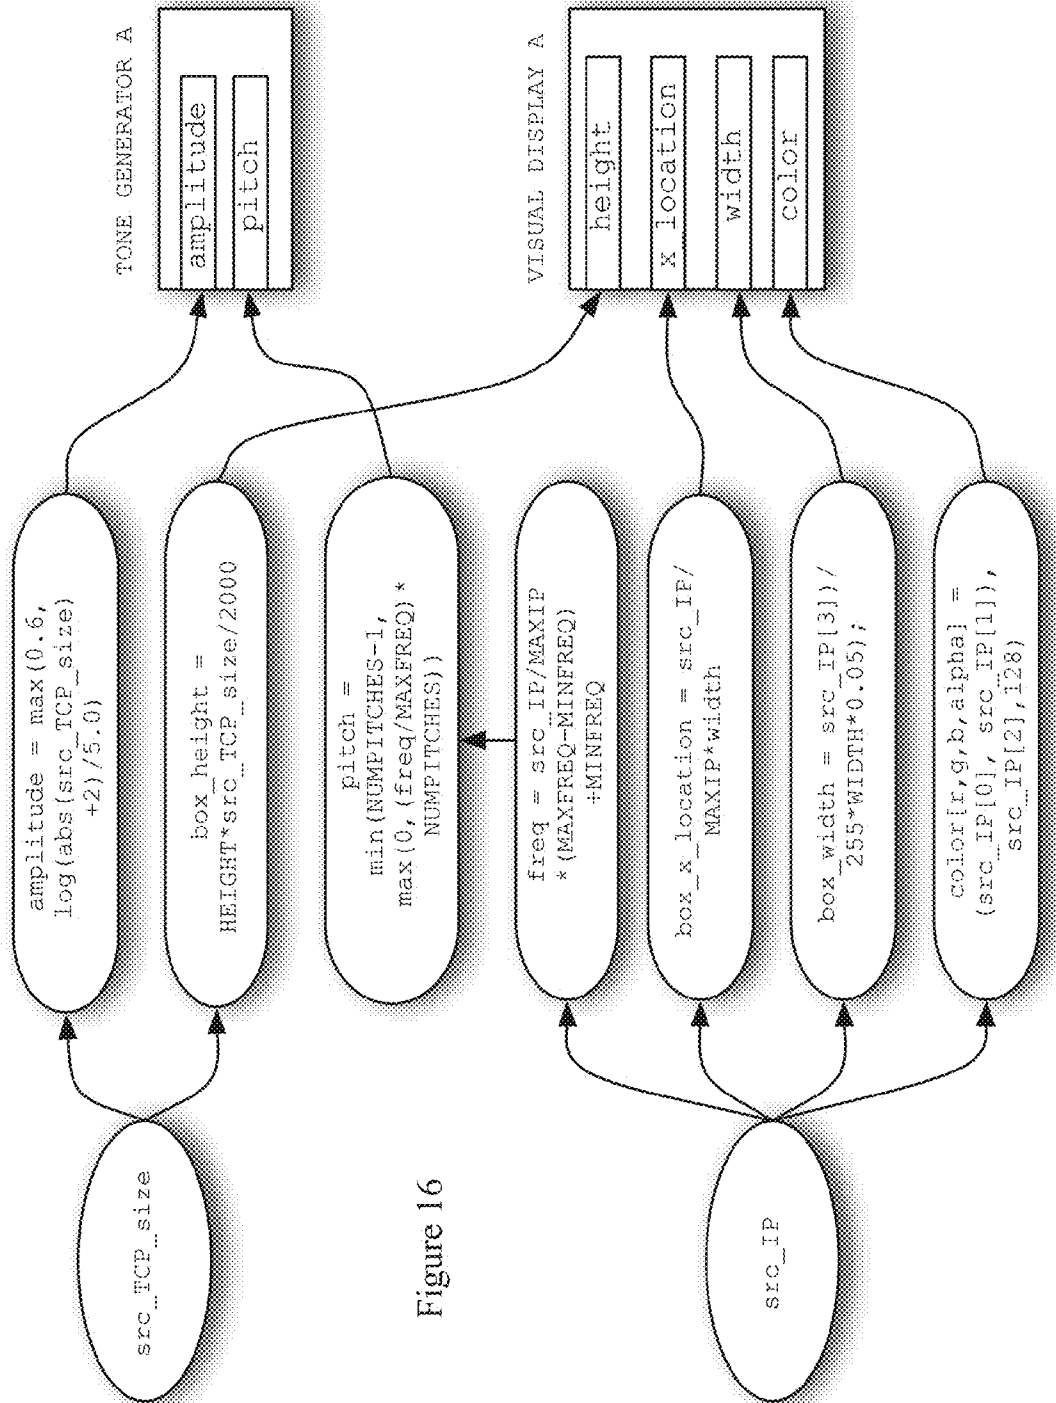 src_TCP_size
src_IP
Figure 16
amplitude = max(0.6,
log(abs(src_TCP_size)
+2)/5.0)
box_height =
HEIGHT*src_TCP_size/2000
pitch =
min(NUMPITCHES-1,
max(0,(freq/MAXFREQ)*
NUMPITCHES))
freq = src_IP/MAXIP
*(MAXFREQ-MINFREQ)
+MINFREQ
box_x_location = src_IP/
MAXIP*width
box_width = src_IP[3])/
255*WIDTH*0.05);
color[r,g,b,alpha] =
(src_IP[0], src_IP[1]),
src_IP[2],128)
TONE GENERATOR A
amplitude
pitch
VISUAL DISPLAY A
height
x location
width
color